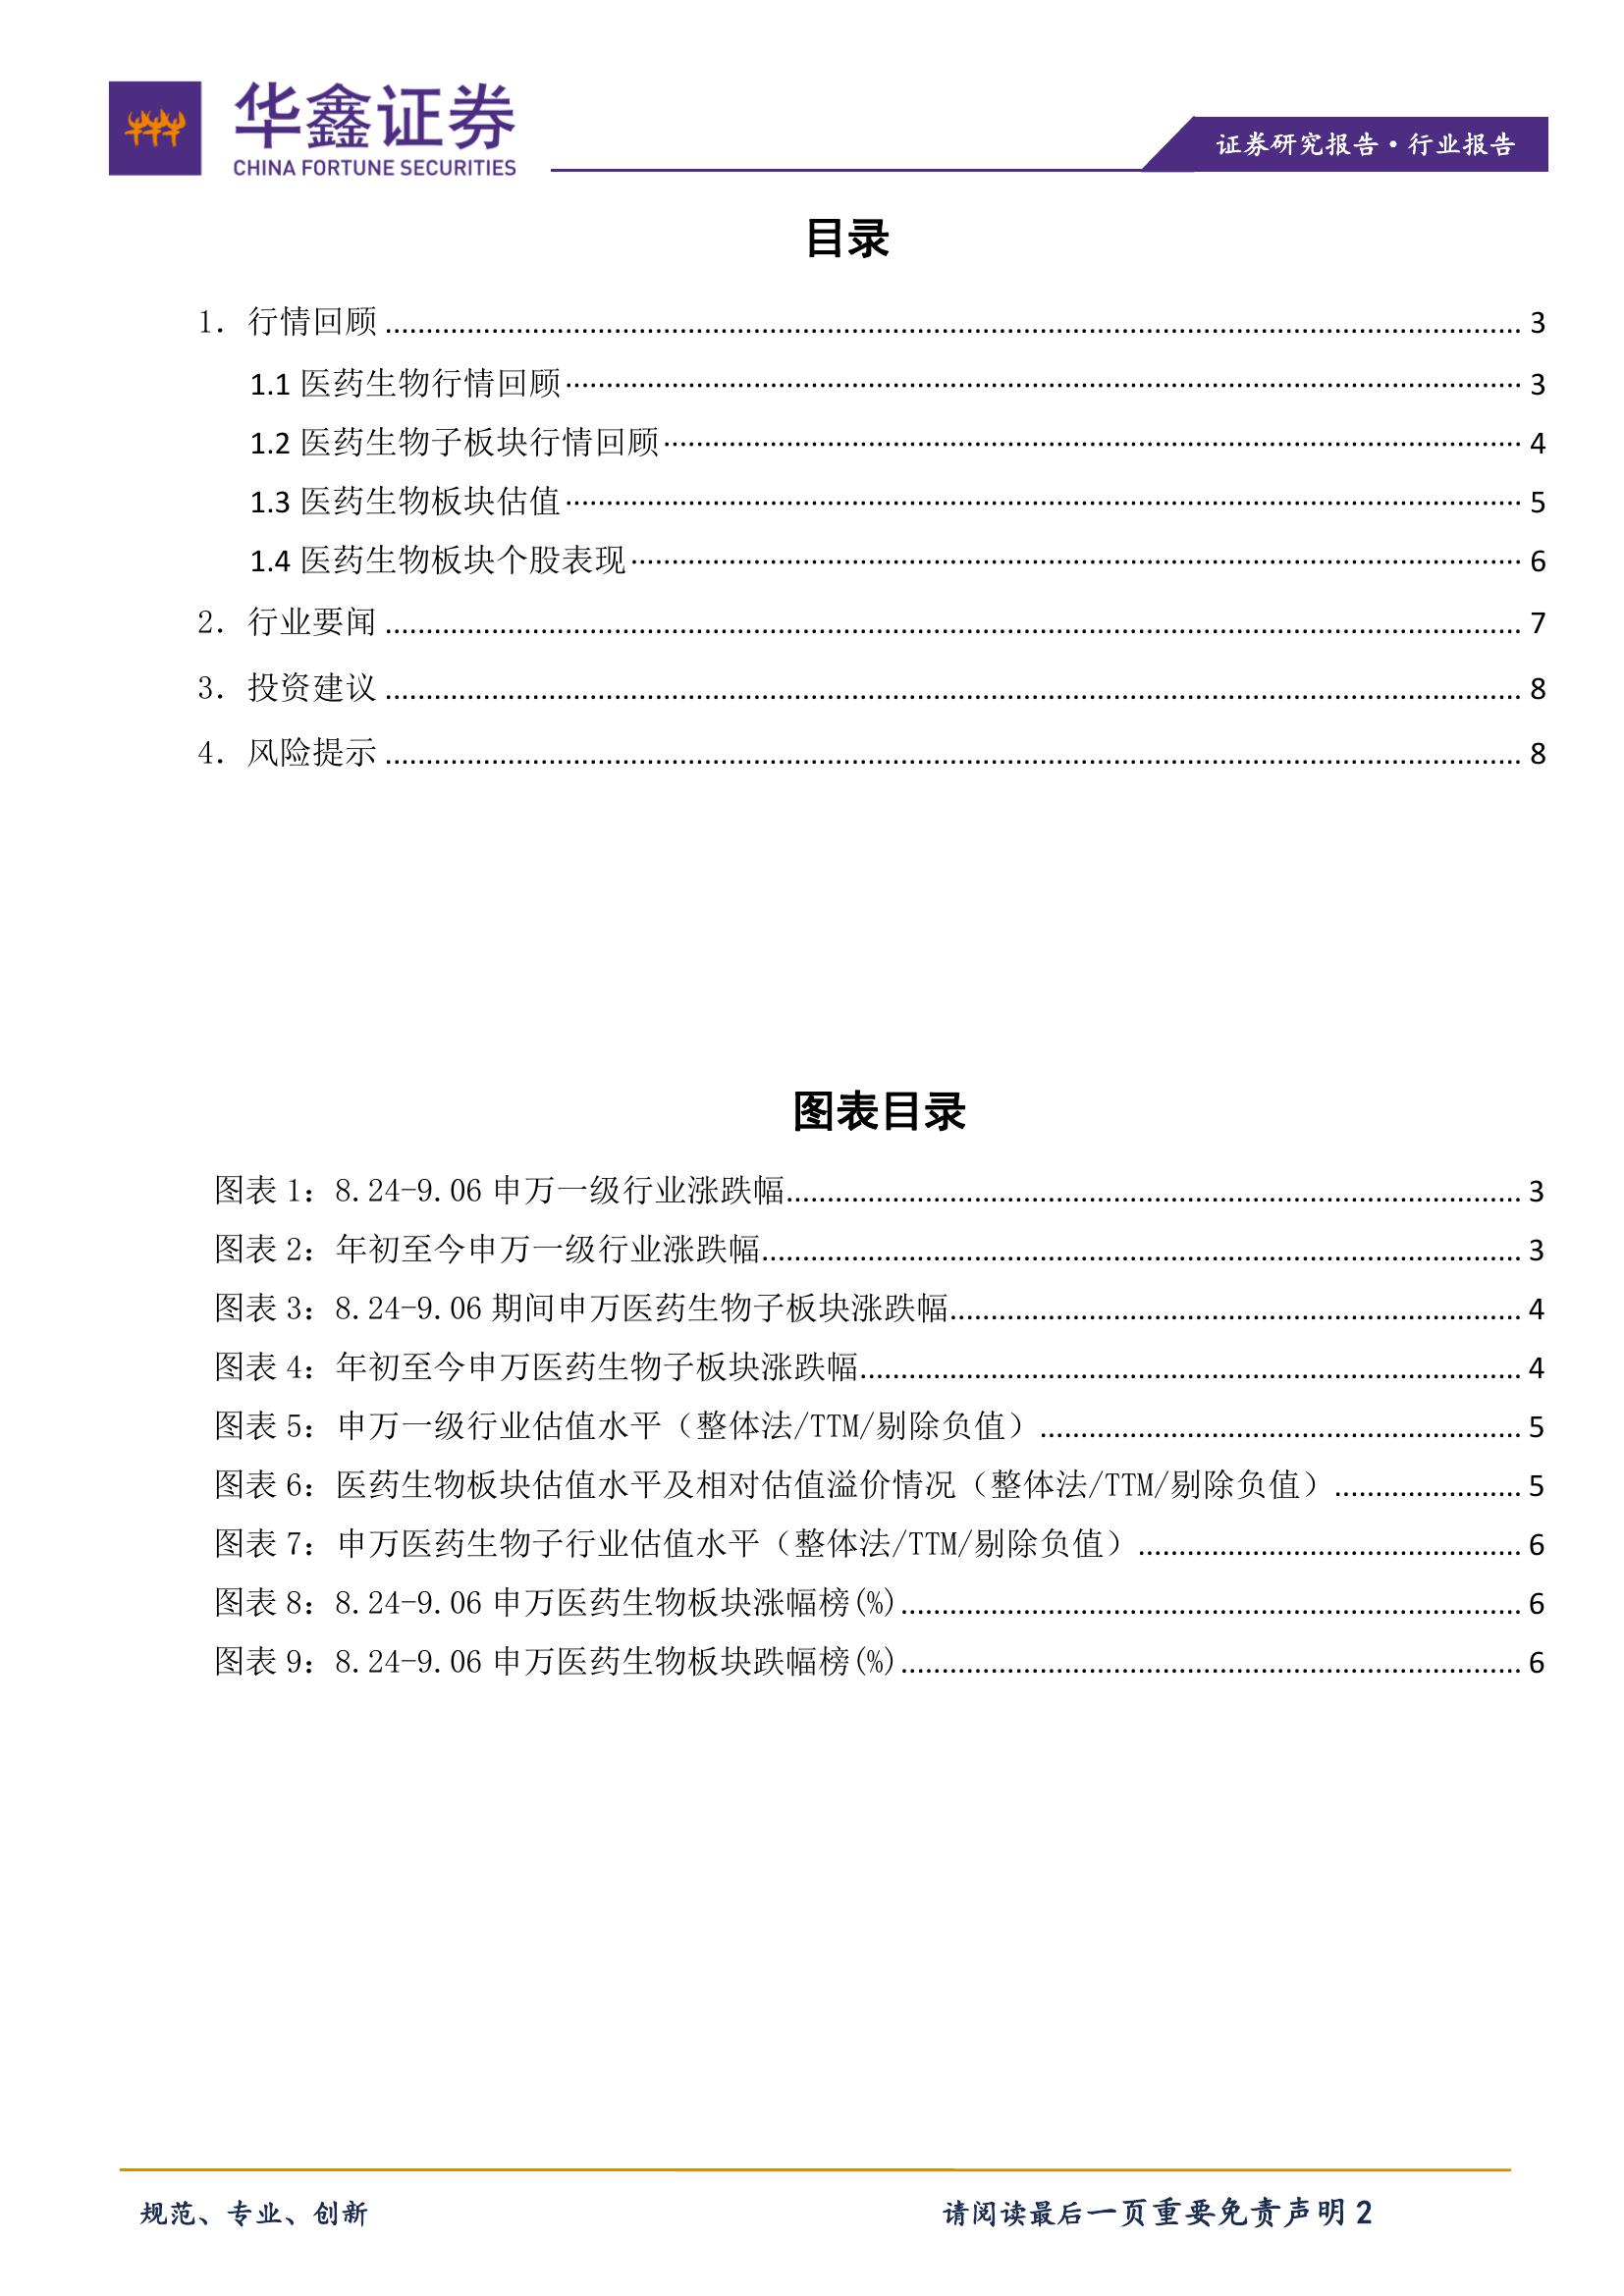 华鑫证券
CHINA FORTUNE SECURITIES
证券研究报告·行业报告
目录
1. 行情回顾 3
1.1 医药生物行情回顾 3
1.2 医药生物子板块行情回顾 4
1.3 医药生物板块估值 5
1.4 医药生物板块个股表现 6
2. 行业要闻 7
3. 投资建议 8
4. 风险提示 8
图表目录
图表 1：8.24-9.06 申万一级行业涨跌幅 3
图表 2：年初至今申万一级行业涨跌幅 3
图表 3：8.24-9.06 期间申万医药生物子板块涨跌幅 4
图表 4：年初至今申万医药生物子板块涨跌幅 4
图表 5：申万一级行业估值水平（整体法/TTM/剔除负值） 5
图表 6：医药生物板块估值水平及相对估值溢价情况（整体法/TTM/剔除负值） 5
图表 7：申万医药生物子行业估值水平（整体法/TTM/剔除负值） 6
图表 8：8.24-9.06 申万医药生物板块涨幅榜(%) 6
图表 9：8.24-9.06 申万医药生物板块跌幅榜(%) 6
规范、专业、创新
请阅读最后一页重要免责声明 2